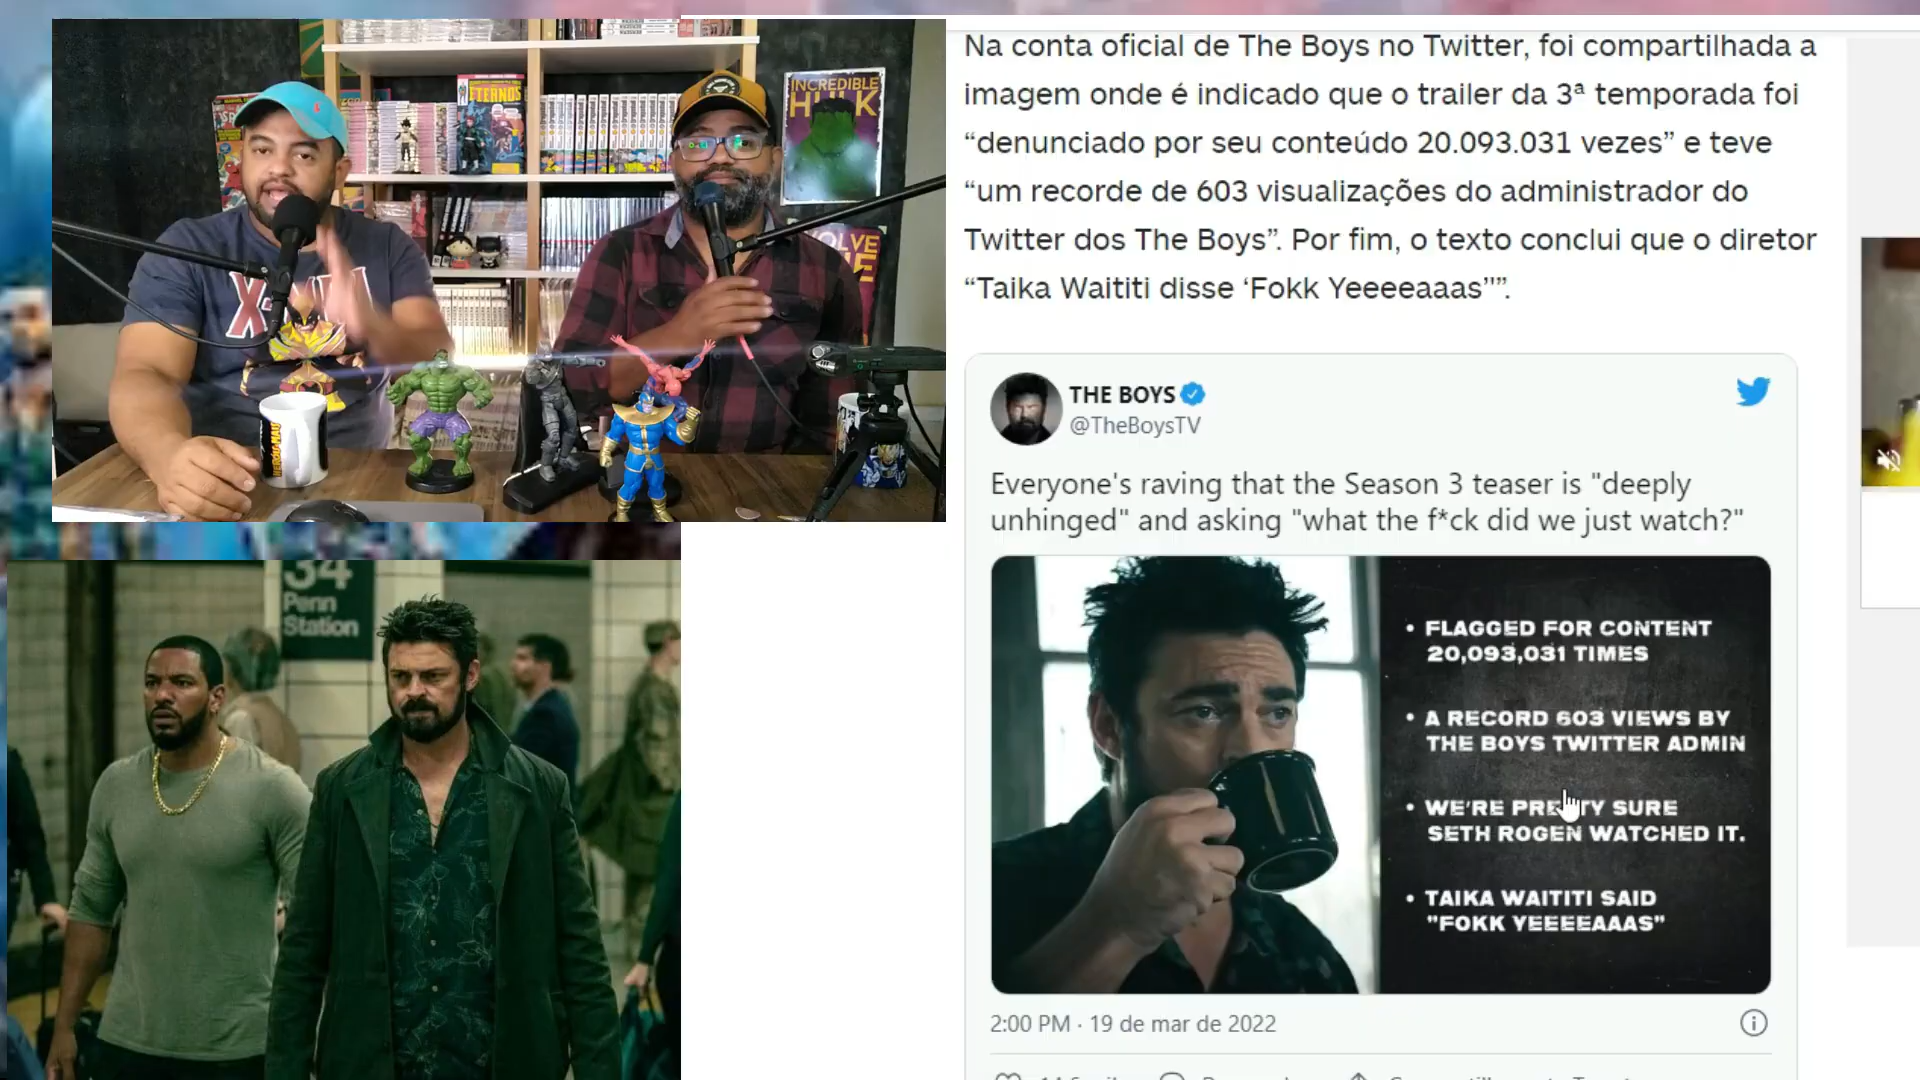 ETERNOS
INCREDIBLE
HULK
X-MEN
Na conta oficial de The Boys no Twitter, foi compartilhada a
imagem onde é indicado que o trailer da 3ª temporada foi
“denunciado por seu conteúdo 20.093.031 vezes” e teve
“um recorde de 603 visualizações do administrador do
Twitter dos The Boys”. Por fim, o texto conclui que o diretor
“Taika Waititi disse ‘Fokk Yeeeeaaas’”.
THE BOYS
@TheBoysTV
Everyone's raving that the Season 3 teaser is "deeply
unhinged" and asking "what the f*ck did we just watch?"
• FLAGGED FOR CONTENT
20,093,031 TIMES
• A RECORD 603 VIEWS BY
THE BOYS TWITTER ADMIN
• WE'RE PRETTY SURE
SETH ROGEN WATCHED IT.
• TAIKA WAITITI SAID
"FOKK YEEEEAAAS"
2:00 PM · 19 de mar de 2022
34
Penn
Station